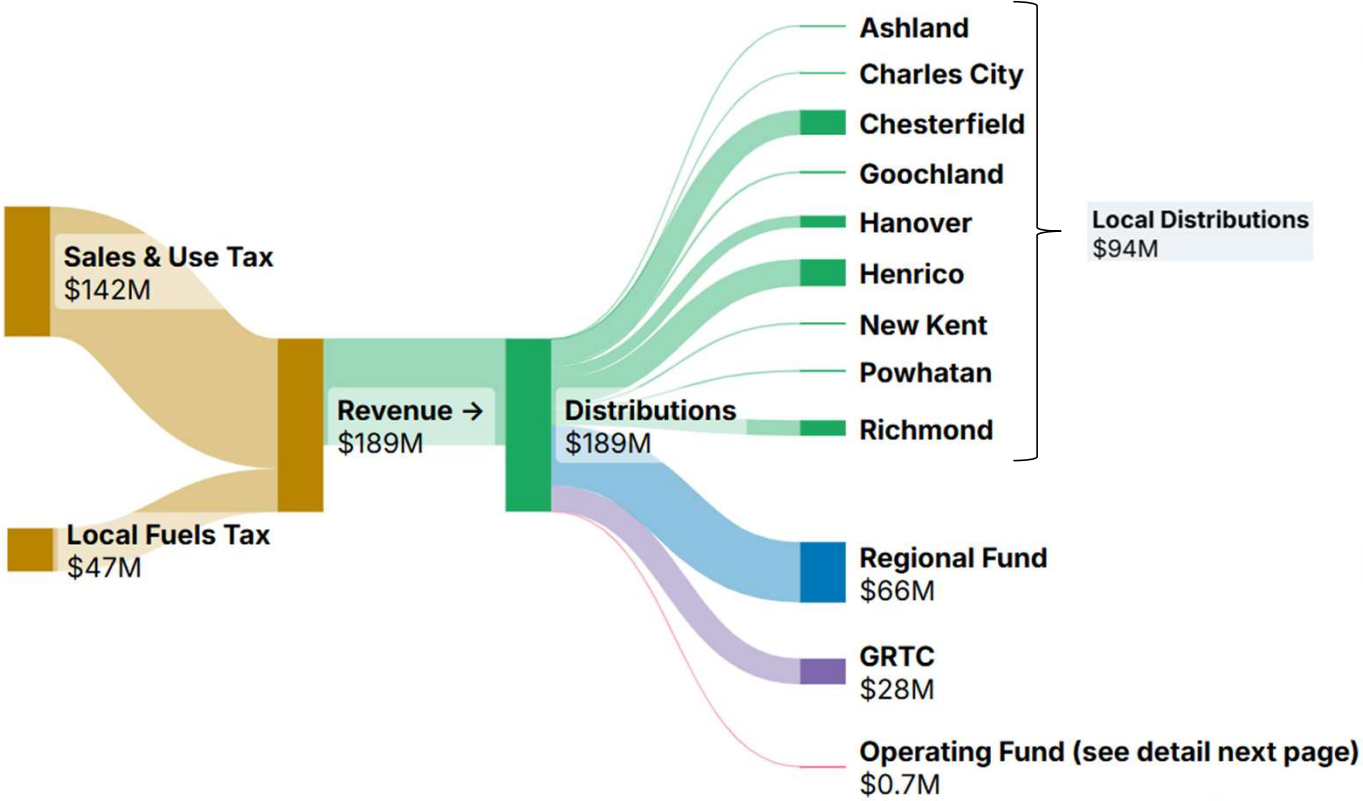 Sales & Use Tax
$142M
Local Fuels Tax
$47M
Revenue →
$189M
Distributions
$189M
Ashland
Charles City
Chesterfield
Goochland
Hanover
Henrico
New Kent
Powhatan
Richmond
Local Distributions
$94M
Regional Fund
$66M
GRTC
$28M
Operating Fund (see detail next page)
$0.7M